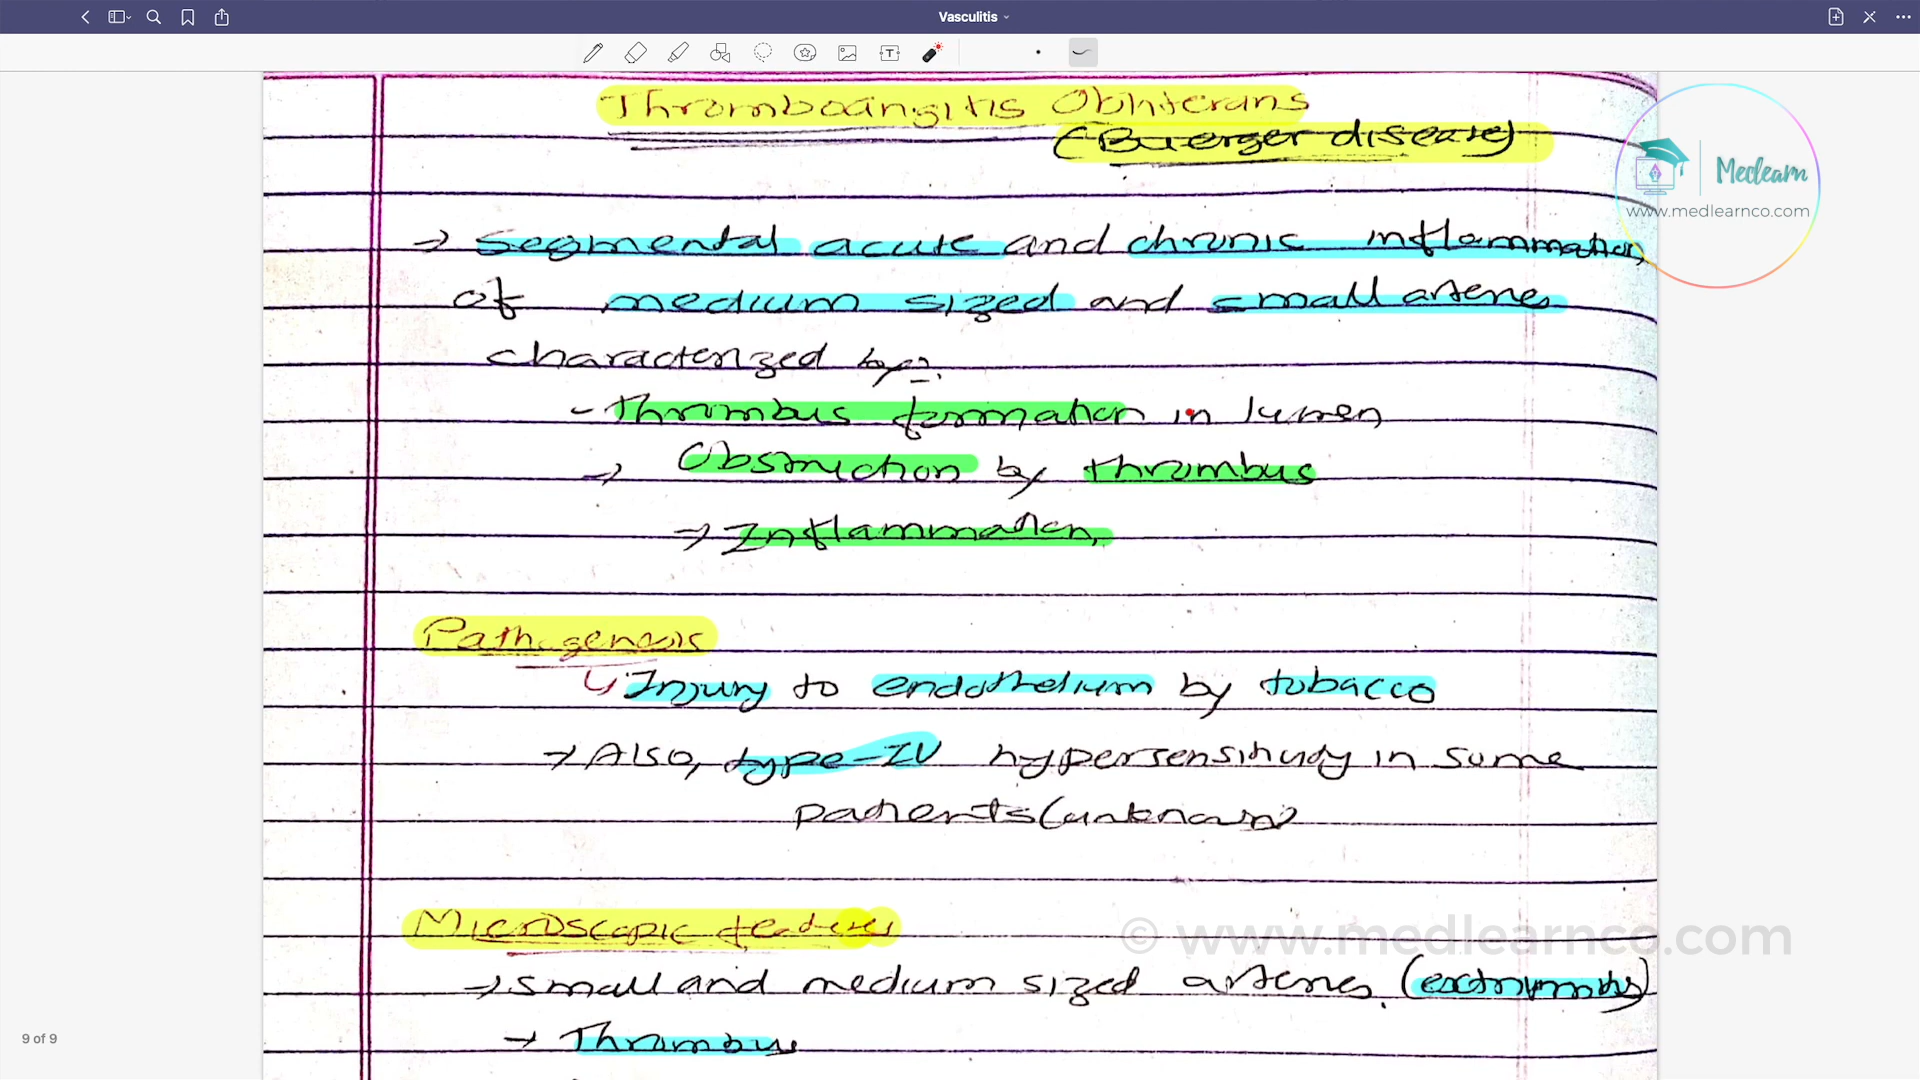 Vasculitis
Thromboangitis Obliterans
(Buerger disease)
Medlearn
www.medlearnco.com
→ segmental acute and chronic inflammation
of medium sized and small arteries
characterized by:-
- Thrombus formation in lumen
→ Obstruction by thrombus
→ Inflammation
Pathogenesis
↳ Injury to endothelium by tobacco
→ Also, type-IV hypersensitivity in some
patients (unknown)
Microscopic features
© www.medlearnco.com
→ small and medium sized arteries. (extrimities)
→ Thrombus
9 of 9